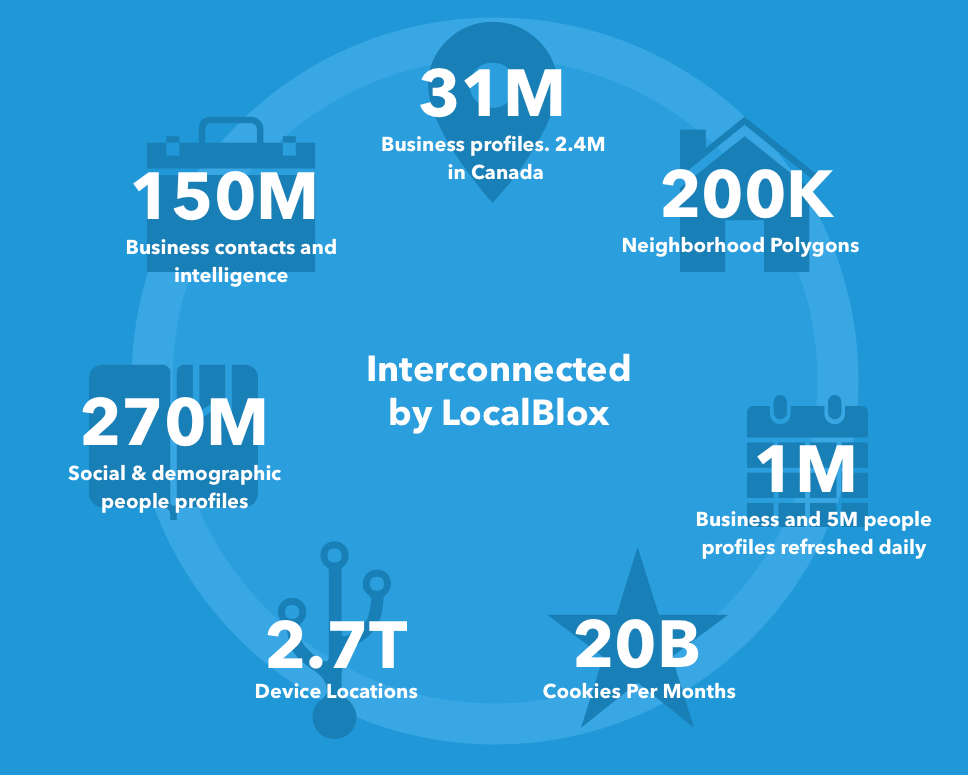 31M
Business profiles. 2.4M
in Canada
150M
Business contacts and
intelligence
200K
Neighborhood Polygons
Interconnected
by LocalBlox
270M
Social & demographic
people profiles
1M
Business and 5M people
profiles refreshed daily
2.7T
Device Locations
20B
Cookies Per Months